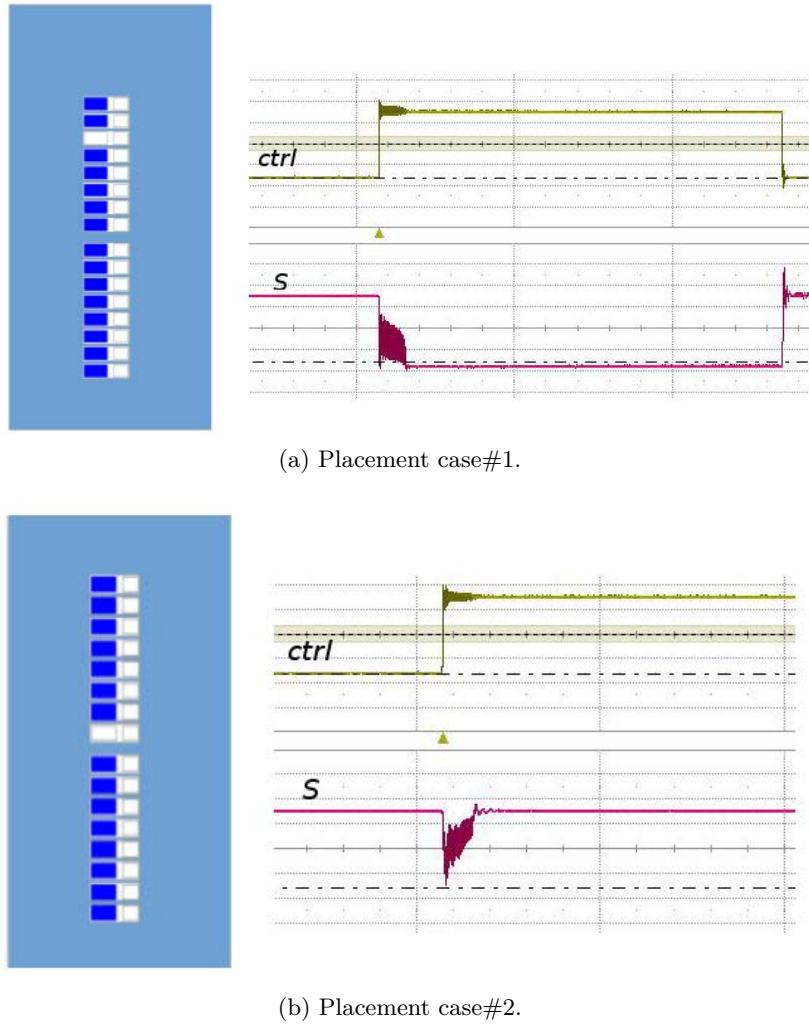 ctrl
S
(a) Placement case#1.
ctrl
S
(b) Placement case#2.